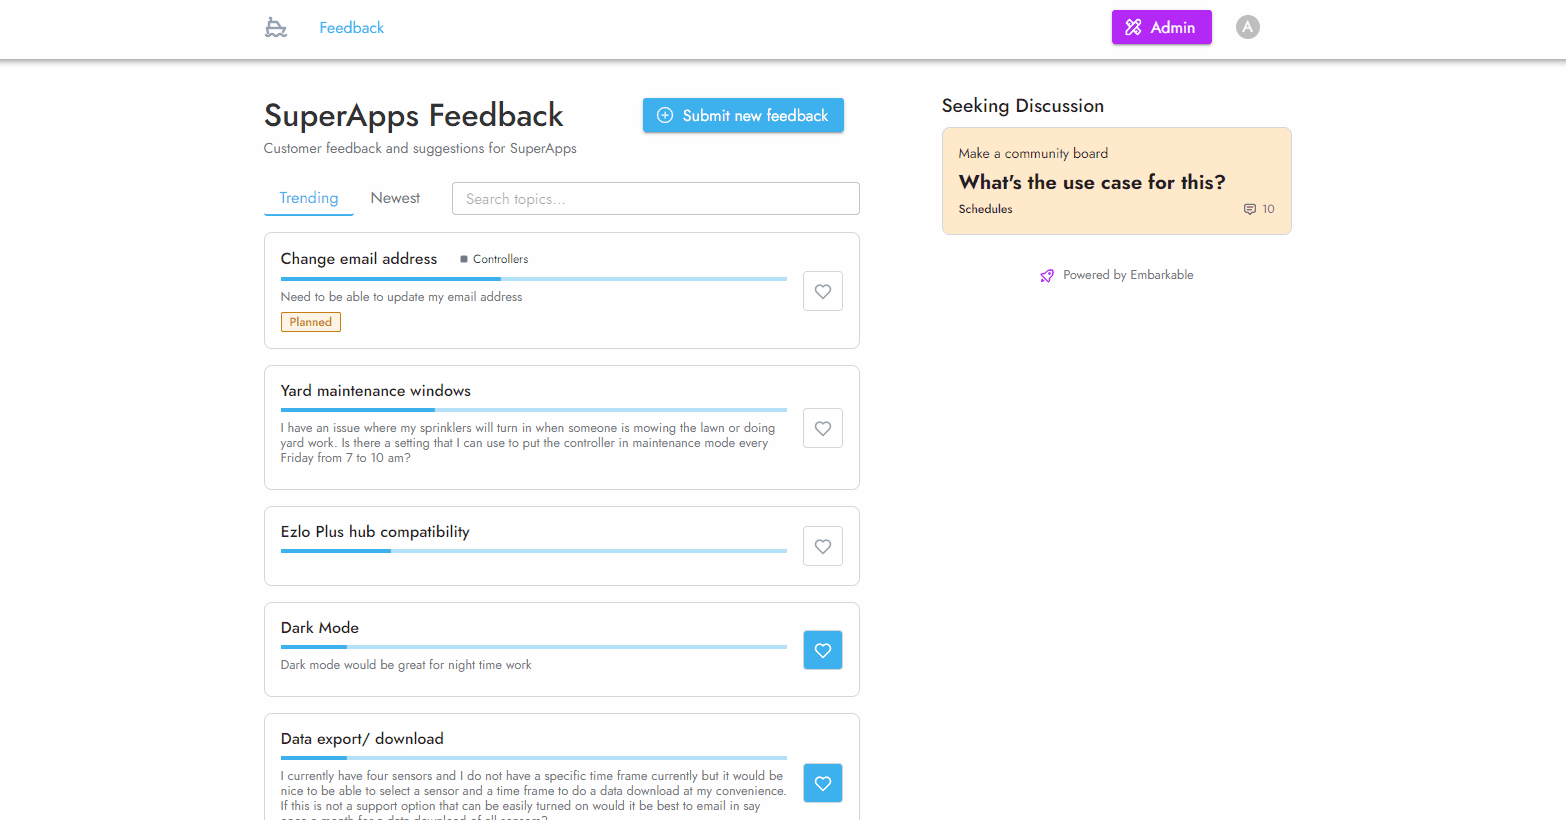 Feedback
Admin
A
SuperApps Feedback
Submit new feedback
Customer feedback and suggestions for SuperApps
Trending
Newest
Search topics...
Change email address
Controllers
Need to be able to update my email address
Planned
Yard maintenance windows
I have an issue where my sprinklers will turn in when someone is mowing the lawn or doing
yard work. Is there a setting that I can use to put the controller in maintenance mode every
Friday from 7 to 10 am?
Ezlo Plus hub compatibility
Dark Mode
Dark mode would be great for night time work
Data export/ download
I currently have four sensors and I do not have a specific time frame currently but it would be
nice to be able to select a sensor and a time frame to do a data download at my convenience.
If this is not a support option that can be easily turned on would it be best to email in say
once a month for a data download of all sensors?
Seeking Discussion
Make a community board
What's the use case for this?
Schedules
10
Powered by Embarkable